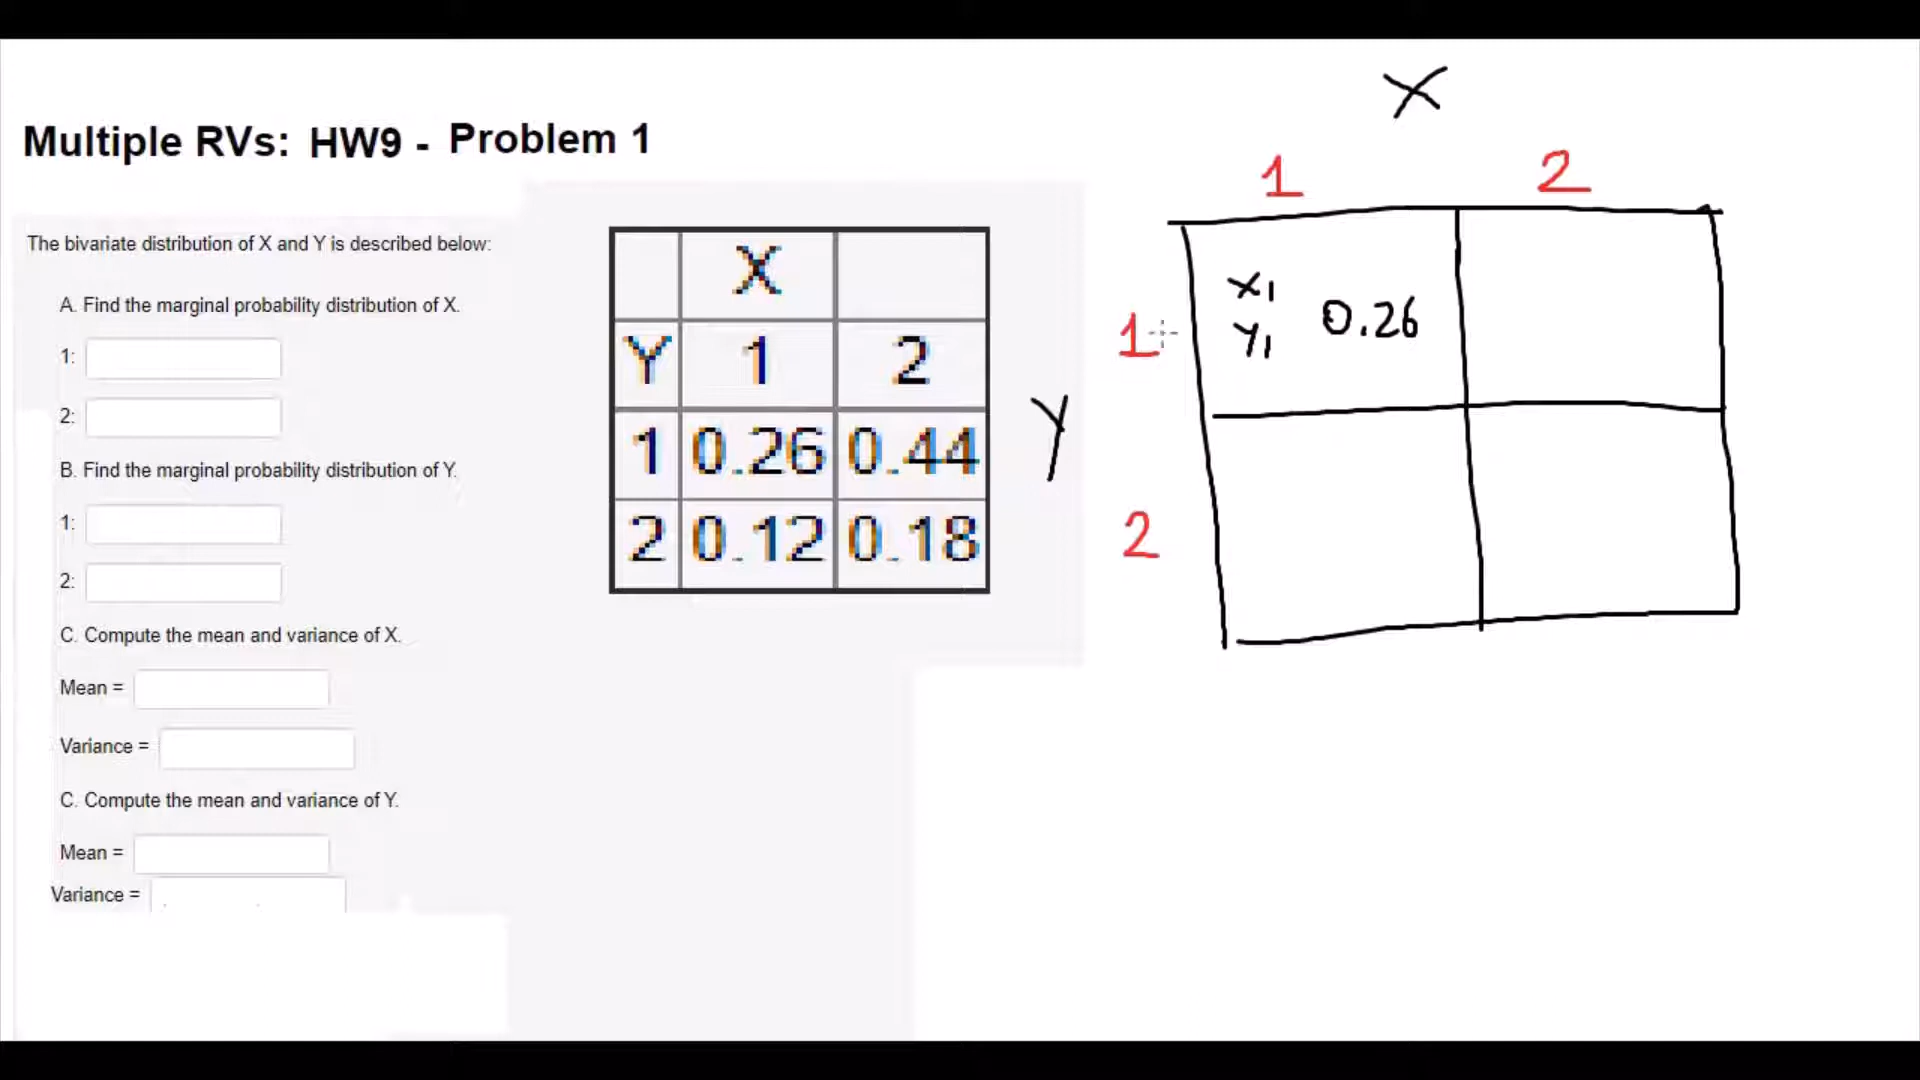 Multiple RVs: HW9 - Problem 1
The bivariate distribution of X and Y is described below:
A. Find the marginal probability distribution of X.
1:
2:
B. Find the marginal probability distribution of Y.
1:
2:
C. Compute the mean and variance of X.
Mean =
Variance =
C. Compute the mean and variance of Y.
Mean =
Variance =
X
Y 1 2
1 0.26 0.44
2 0.12 0.18
X
1 2
Y
1
2
x1
y1
0.26